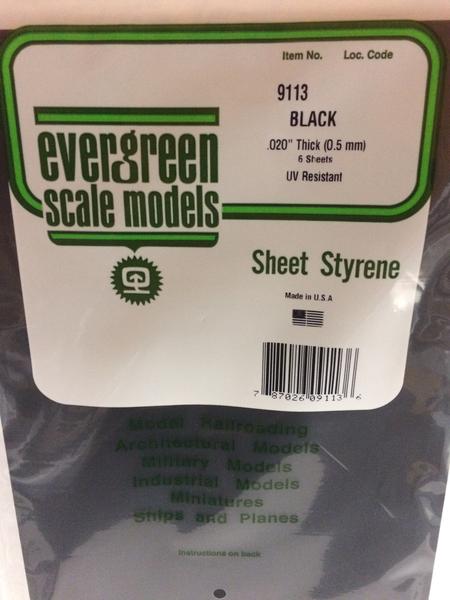 Item No. Loc. Code
9113
BLACK
.020" Thick (0.5 mm)
6 Sheets
UV Resistant
evergreen
scale models
Sheet Styrene
Made in U.S.A
7 87026 09113 6
Model Railroading
Architectural Models
Military Models
Industrial Models
Miniatures
Ships and Planes
Instructions on back